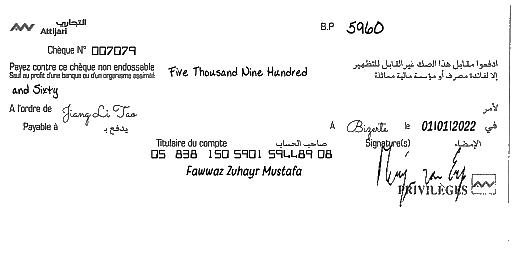 التجاري
Attijari
B.P 5960
Chèque N° 007079
Payez contre ce chèque non endossable
ادفعوا مقابل هذا الصك غير القابل للتظهير
Seuf au profit d'une banque ou d'un organisme assimilé
إلا لفائدة مصرف أو مؤسسة مالية مماثلة
Five Thousand Nine Hundred
and Sixty
A l'ordre de Jiang Li Tao
لأمر
Payable à يدفع بـ
A Bizerte le 01/01/2022 في
Titulaire du compte صاحب الحساب
Signature(s) الإمضاء
05 838 150 5901 594489 08
Fawwaz Zuhayr Mustafa
PRIVILÈGES